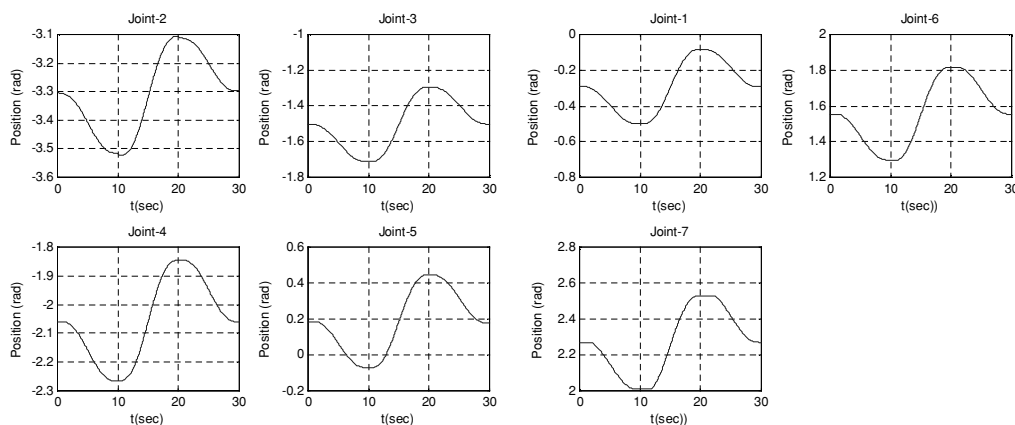 Joint-2
-3.1
-3.2
-3.3
-3.4
-3.5
-3.6
Position (rad)
0 10 20 30
t(sec)
Joint-3
-1
-1.2
-1.4
-1.6
-1.8
Position (rad)
0 10 20 30
t(sec)
Joint-1
0
-0.2
-0.4
-0.6
-0.8
Position (rad)
0 10 20 30
t(sec)
Joint-6
2
1.8
1.6
1.4
1.2
Position (rad)
0 10 20 30
t(sec))
Joint-4
-1.8
-1.9
-2
-2.1
-2.2
-2.3
Position (rad)
0 10 20 30
t(sec)
Joint-5
0.6
0.4
0.2
0
-0.2
Position (rad)
0 10 20 30
t(sec)
Joint-7
2.8
2.6
2.4
2.2
2
Position (rad)
0 10 20 30
t(sec))